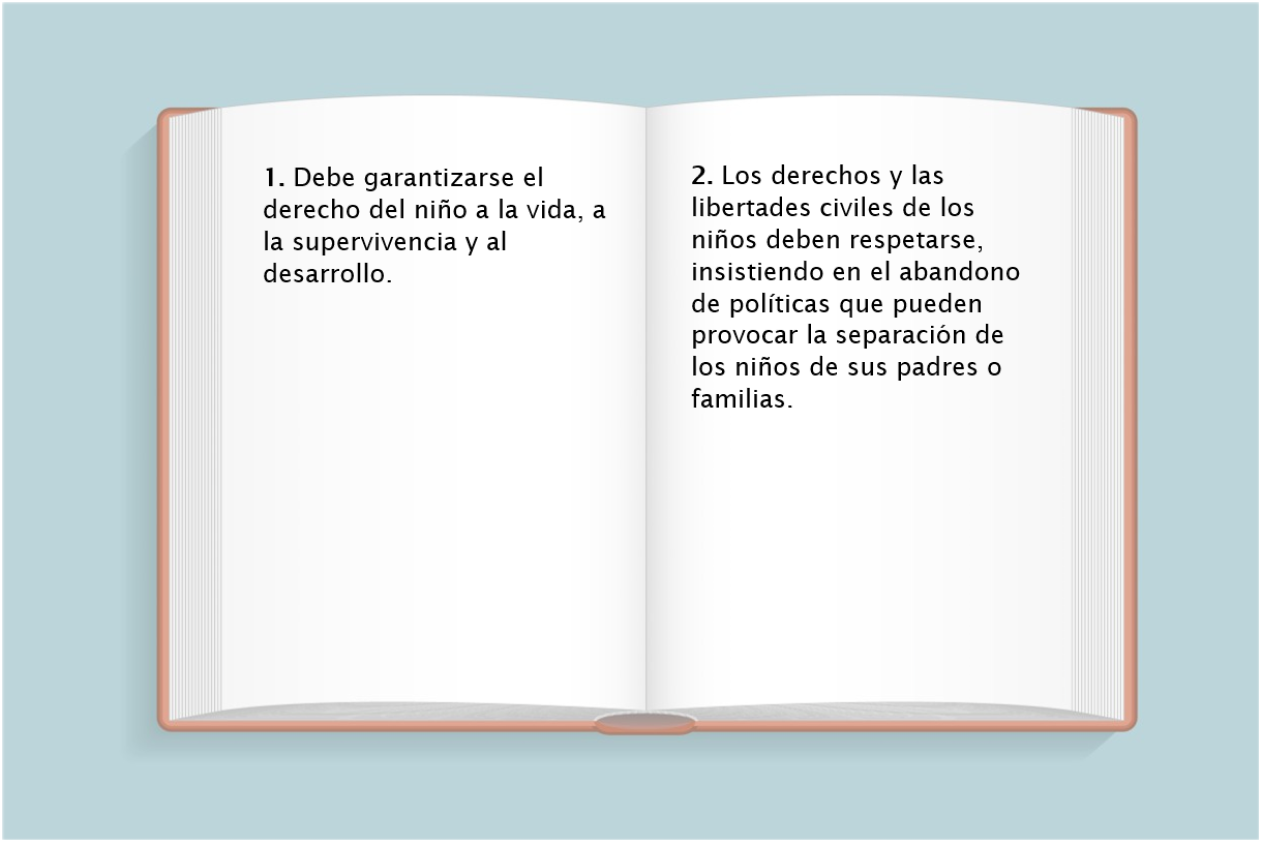 1. Debe garantizarse el
derecho del niño a la vida, a
la supervivencia y al
desarrollo.
2. Los derechos y las
libertades civiles de los
niños deben respetarse,
insistiendo en el abandono
de políticas que pueden
provocar la separación de
los niños de sus padres o
familias.